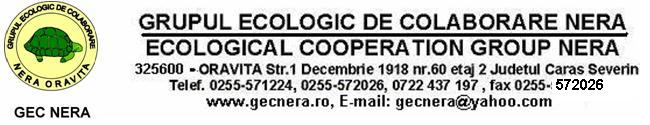 GRUPUL ECOLOGIC DE COLABORARE
NERA ORAVITA
GEC NERA
GRUPUL ECOLOGIC DE COLABORARE NERA
ECOLOGICAL COOPERATION GROUP NERA
325600 - ORAVITA Str.1 Decembrie 1918 nr.60 etaj 2 Judetul Caras Severin
Telef. 0255-571224, 0255-572026, 0722 437 197 , fax 0255- 572026
www.gecnera.ro, E-mail: gecnera@yahoo.com